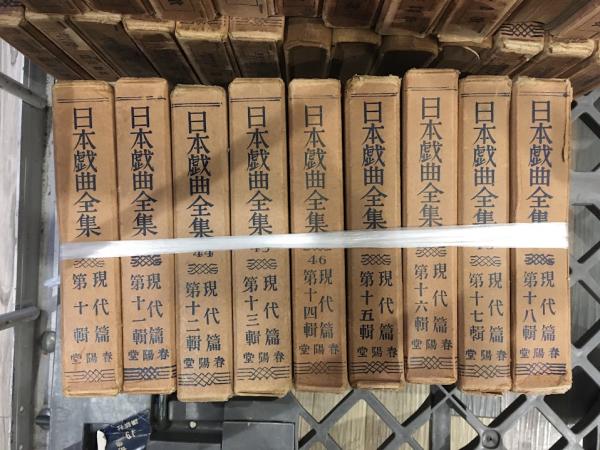 日本戯曲全集
現代篇
第十輯
春陽堂
日本戯曲全集
現代篇
第十一輯
春陽堂
日本戯曲全集
44
現代篇
第十二輯
春陽堂
日本戯曲全集
45
現代篇
第十三輯
春陽堂
日本戯曲全集
46
現代篇
第十四輯
春陽堂
日本戯曲全集
現代篇
第十五輯
春陽堂
日本戯曲全集
現代篇
第十六輯
春陽堂
日本戯曲全集
現代篇
第十七輯
春陽堂
日本戯曲全集
現代篇
第十八輯
春陽堂